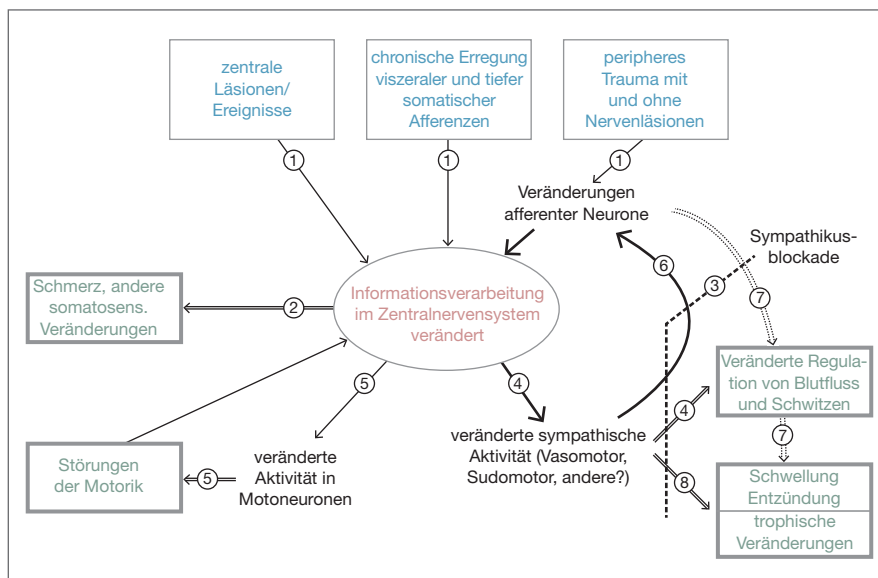 zentrale
Läsionen/
Ereignisse
chronische Erregung
viszeraler und tiefer
somatischer
Afferenzen
peripheres
Trauma mit
und ohne
Nervenläsionen
1
1
1
Veränderungen
afferenter Neurone
Sympathikus-
blockade
6
3
7
Schmerz, andere
somatosens.
Veränderungen
2
Informationsverarbeitung
im Zentralnervensystem
verändert
5
4
4
Veränderte Regula-
tion von Blutfluss
und Schwitzen
7
Störungen
der Motorik
5
veränderte
Aktivität in
Motoneuronen
veränderte sympathische
Aktivität (Vasomotor,
Sudomotor, andere?)
8
Schwellung
Entzündung
trophische
Veränderungen